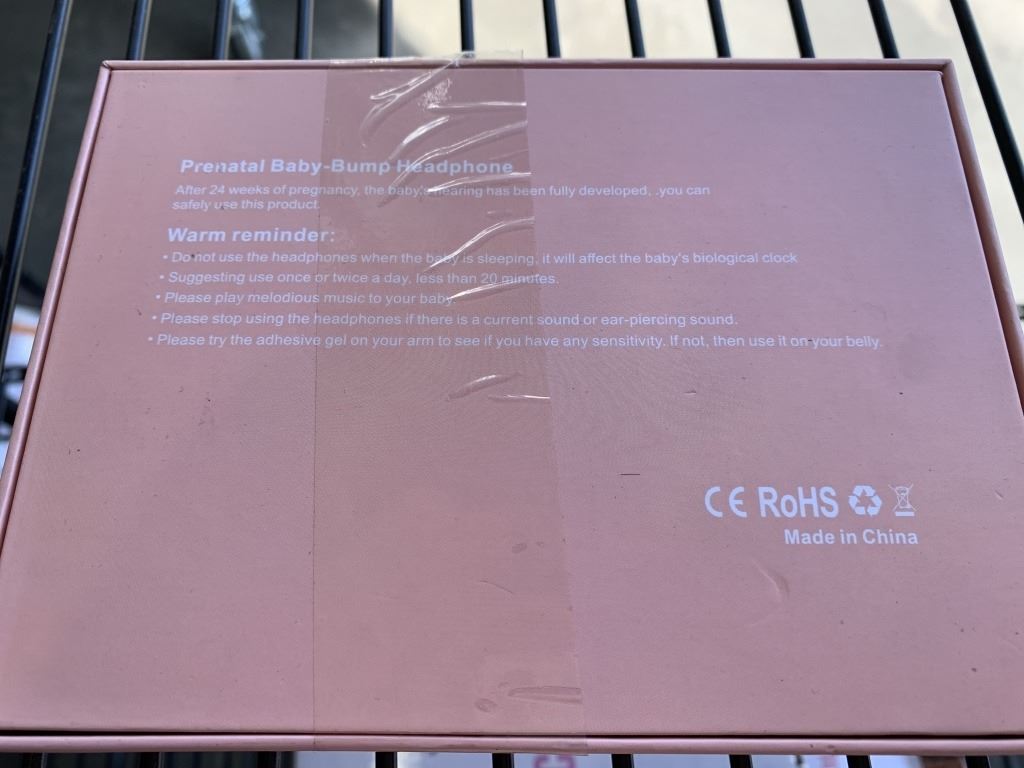 Prenatal Baby-Bump Headphone
After 24 weeks of pregnancy, the baby's hearing has been fully developed, .you can
safely use this product.
Warm reminder:
• Do not use the headphones when the baby is sleeping, it will affect the baby's biological clock
• Suggesting use once or twice a day, less than 20 minutes.
• Please play melodious music to your baby.
• Please stop using the headphones if there is a current sound or ear-piercing sound.
• Please try the adhesive gel on your arm to see if you have any sensitivity. If not, then use it on your belly.
CE RoHS
Made in China